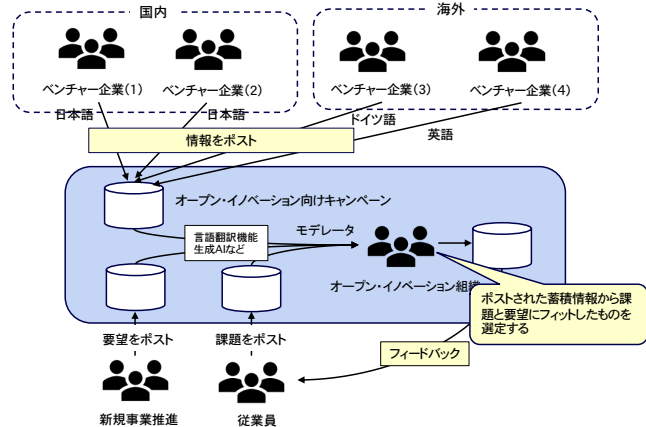 国内
海外
ベンチャー企業(1)
ベンチャー企業(2)
ベンチャー企業(3)
ベンチャー企業(4)
日本語
日本語
ドイツ語
英語
情報をポスト
オープン・イノベーション向けキャンペーン
言語翻訳機能
生成AIなど
モデレータ
オープン・イノベーション組織
ポストされた蓄積情報から課
題と要望にフィットしたものを
選定する
要望をポスト
課題をポスト
フィードバック
新規事業推進
従業員